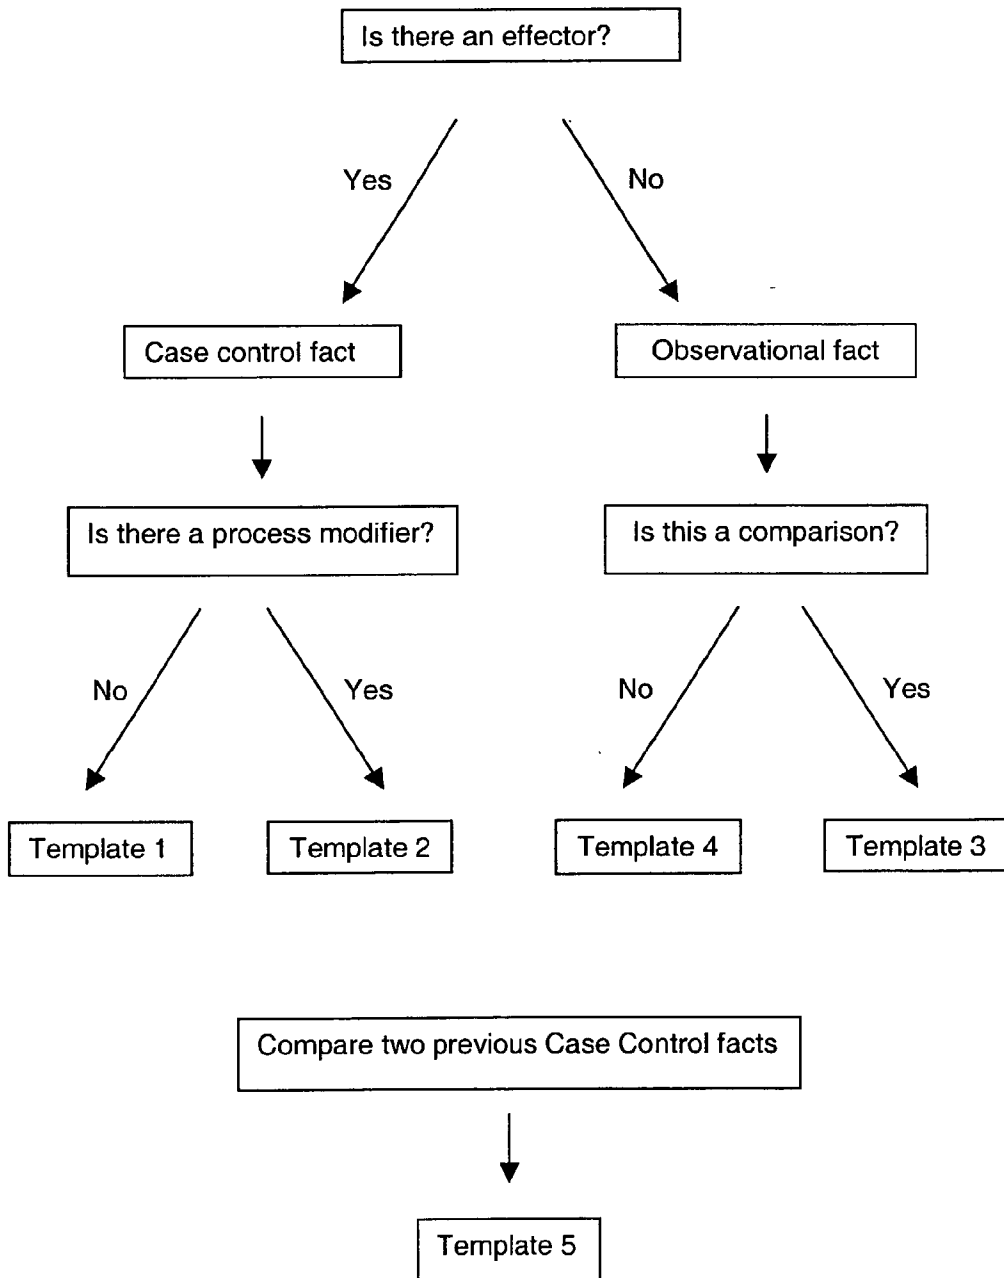 Is there an effector?
Yes
No
Case control fact
Observational fact
Is there a process modifier?
Is this a comparison?
No
Yes
No
Yes
Template 1
Template 2
Template 4
Template 3
Compare two previous Case Control facts
Template 5